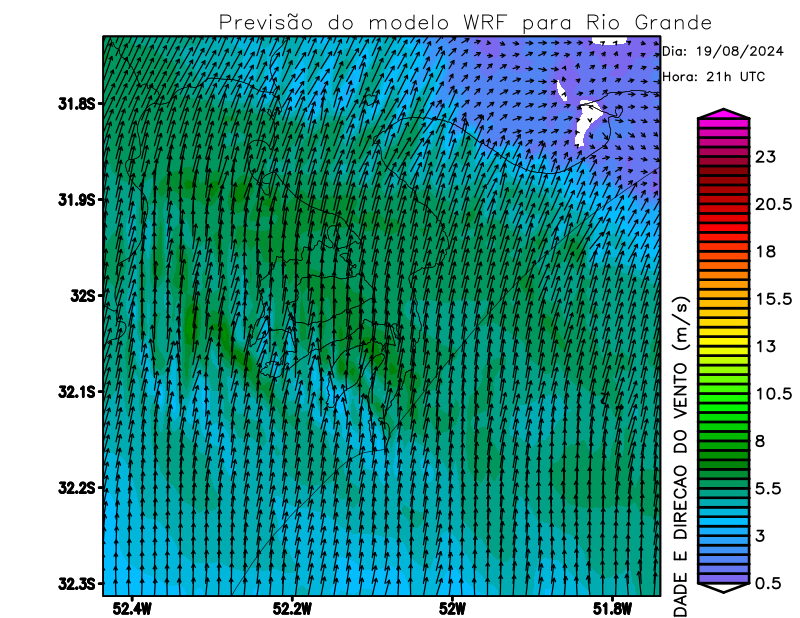 Previsão do modelo WRF para Rio Grande
Dia: 19/08/2024
Hora: 21h UTC
31.8S
31.9S
32S
32.1S
32.2S
32.3S
52.4W
52.2W
52W
51.8W
23
20.5
18
15.5
13
10.5
8
5.5
3
0.5
DADE E DIRECAO DO VENTO (m/s)